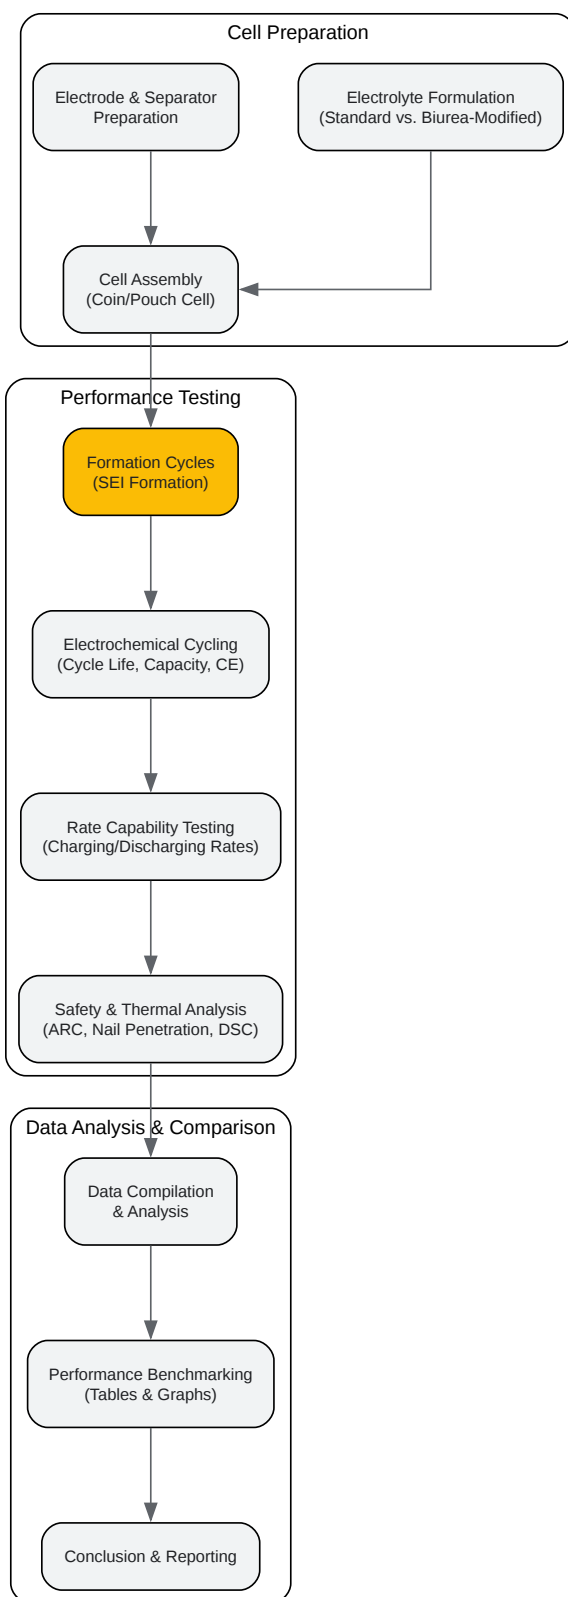 Cell Preparation
Electrode & Separator
Preparation
Electrolyte Formulation
(Standard vs. Biurea-Modified)
Cell Assembly
(Coin/Pouch Cell)
Performance Testing
Formation Cycles
(SEI Formation)
Electrochemical Cycling
(Cycle Life, Capacity, CE)
Rate Capability Testing
(Charging/Discharging Rates)
Safety & Thermal Analysis
(ARC, Nail Penetration, DSC)
Data Analysis & Comparison
Data Compilation
& Analysis
Performance Benchmarking
(Tables & Graphs)
Conclusion & Reporting